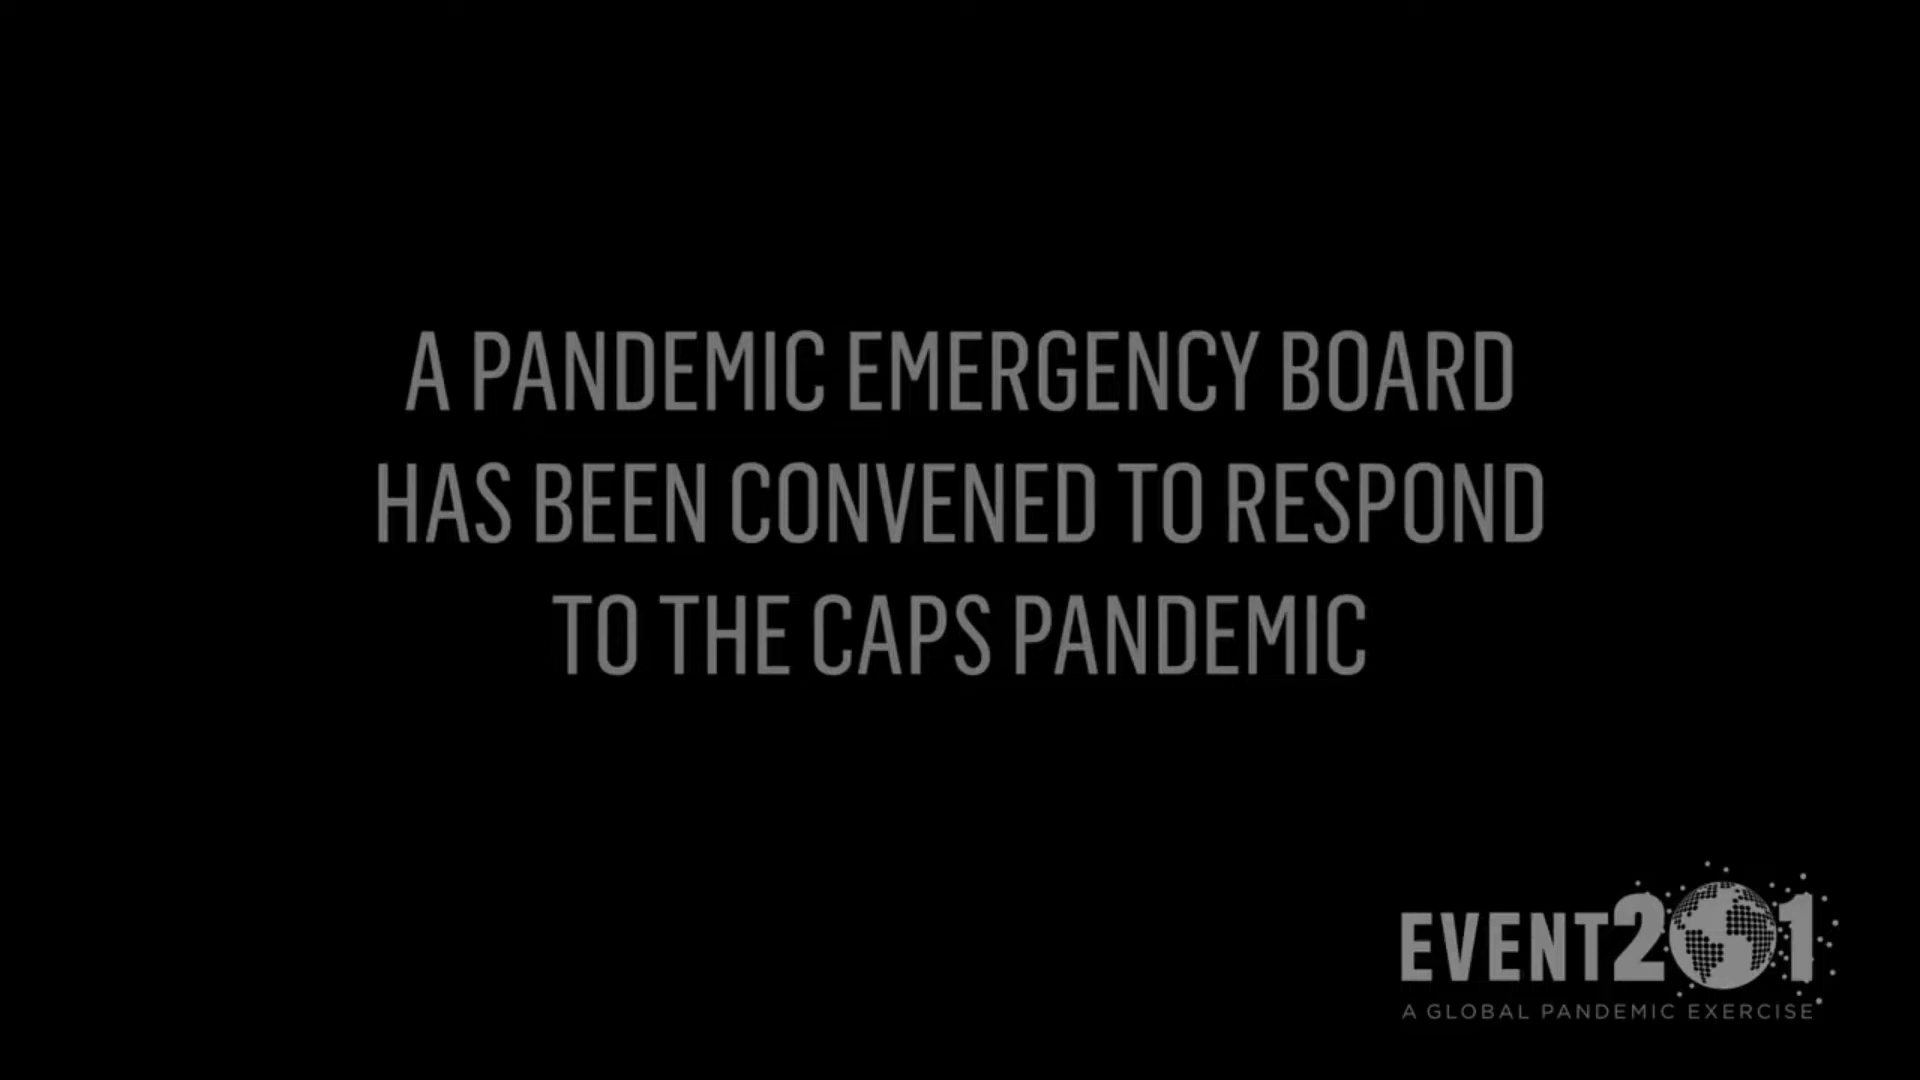 A PANDEMIC EMERGENCY BOARD
HAS BEEN CONVENED TO RESPOND
TO THE CAPS PANDEMIC
EVENT201
A GLOBAL PANDEMIC EXERCISE